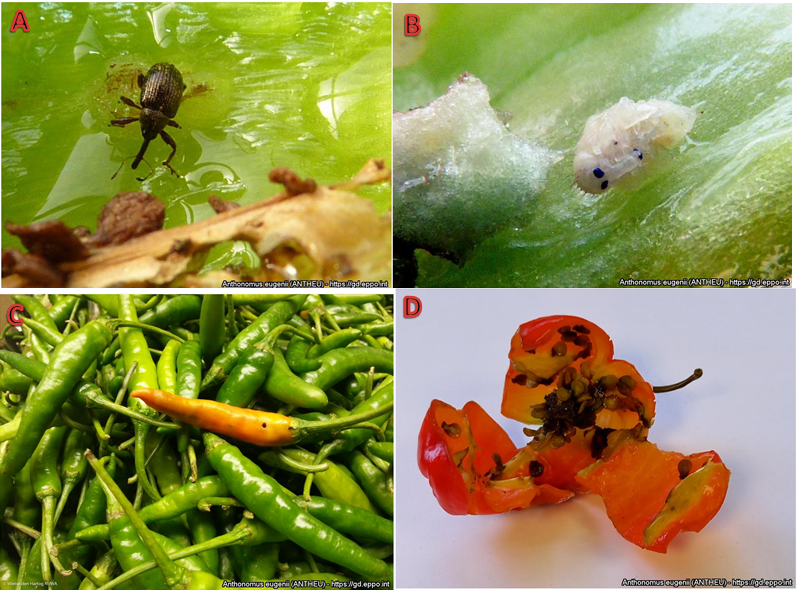 A
B
Anthonomus eugenii (ANTHEU) - https://gd.eppo.int
Anthonomus eugenii (ANTHEU) - https://gd.eppo.int
C
D
Anthonomus eugenii (ANTHEU) - https://gd.eppo.int
Anthonomus eugenii (ANTHEU) - https://gd.eppo.int